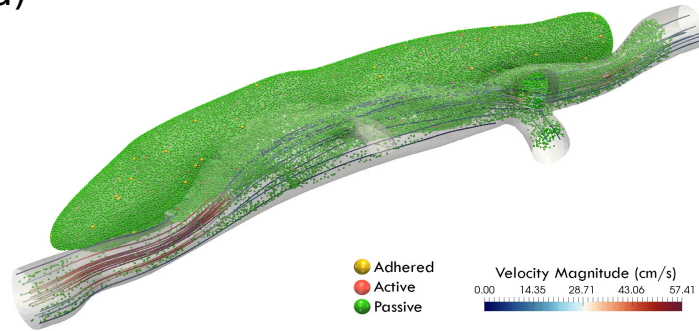 Adhered
Active
Passive
Velocity Magnitude (cm/s)
0.00 14.35 28.71 43.06 57.41